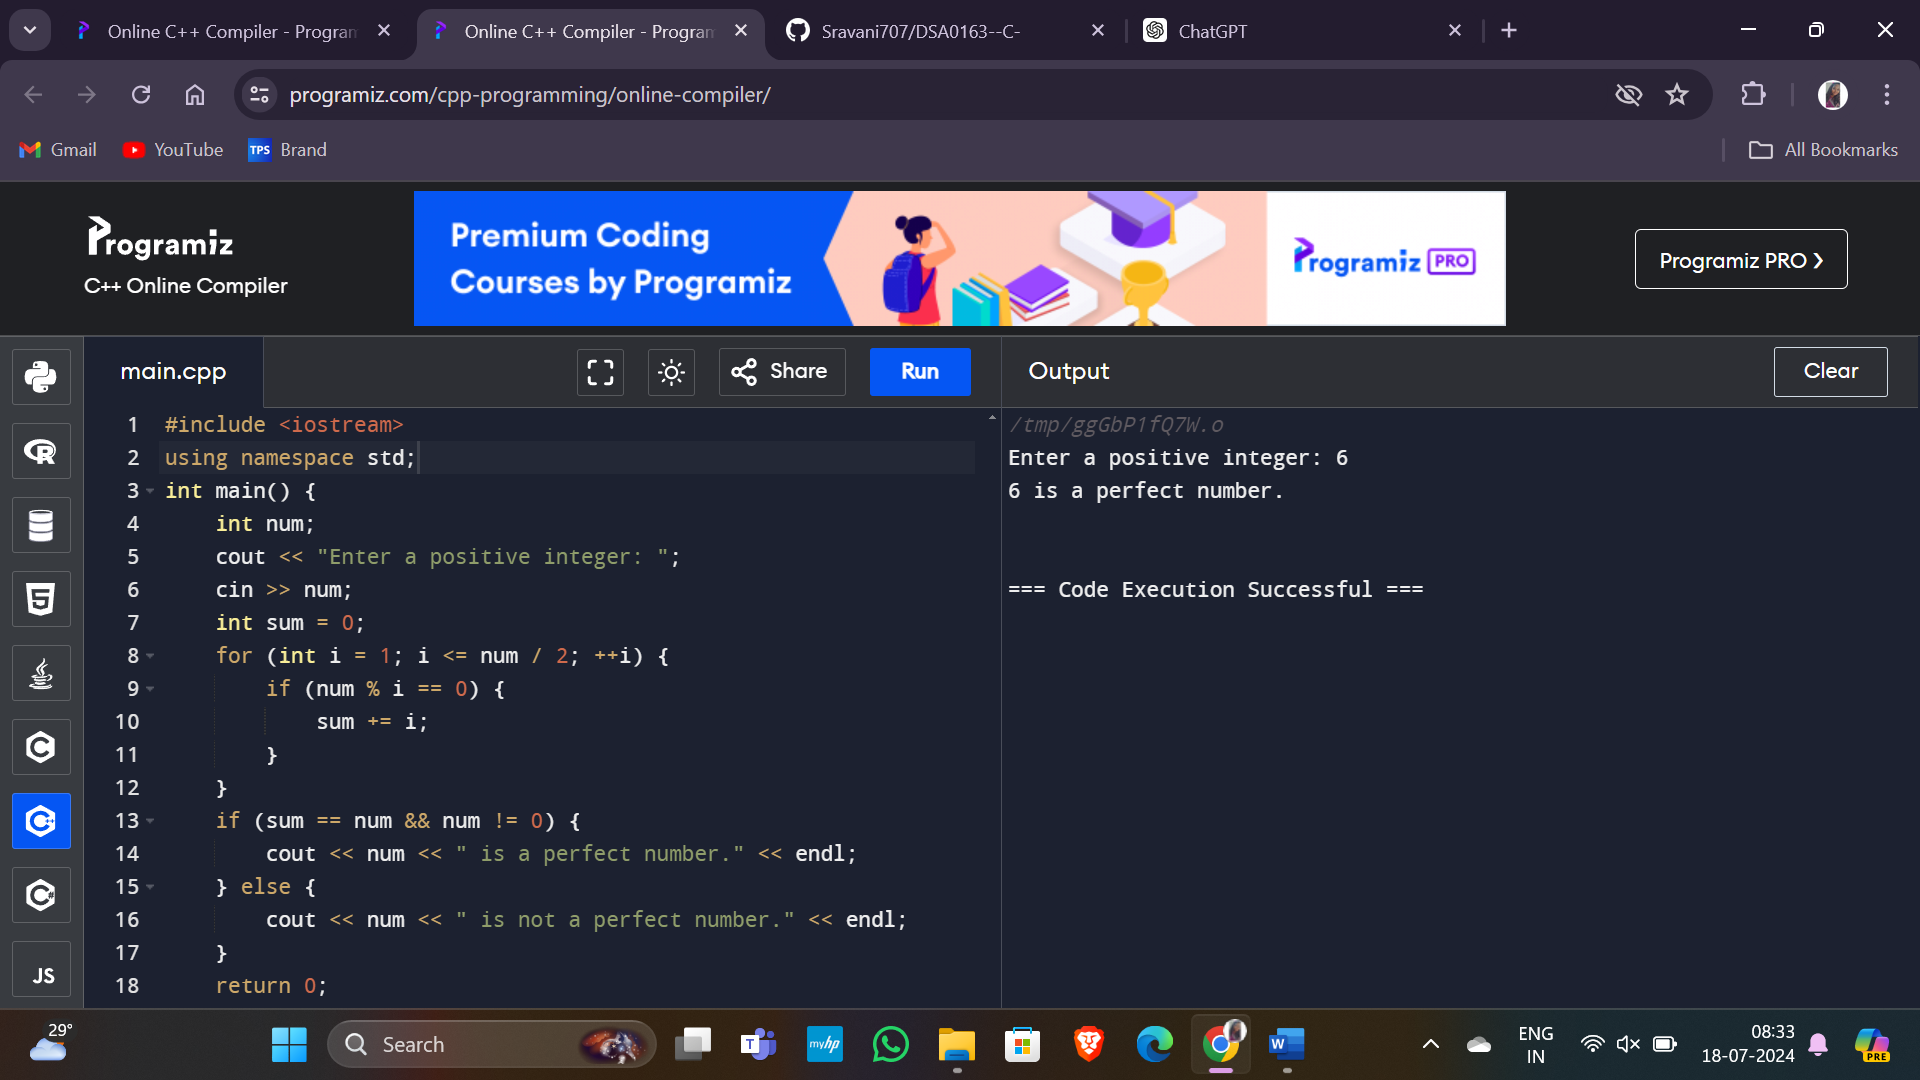 Online C++ Compiler - Program
Online C++ Compiler - Program
Sravani707/DSA0163--C-
ChatGPT
programiz.com/cpp-programming/online-compiler/
Gmail
YouTube
TPS
Brand
All Bookmarks
Programiz
C++ Online Compiler
Premium Coding
Courses by Programiz
Programiz PRO
Programiz PRO ❯
main.cpp
Share
Run
Output
Clear
1 #include <iostream>
2 using namespace std;
3 int main() {
4     int num;
5     cout << "Enter a positive integer: ";
6     cin >> num;
7     int sum = 0;
8     for (int i = 1; i <= num / 2; ++i) {
9         if (num % i == 0) {
10             sum += i;
11         }
12     }
13     if (sum == num && num != 0) {
14         cout << num << " is a perfect number." << endl;
15     } else {
16         cout << num << " is not a perfect number." << endl;
17     }
18     return 0;
/tmp/ggGbP1fQ7W.o
Enter a positive integer: 6
6 is a perfect number.
=== Code Execution Successful ===
R
5
C
C++
C#
JS
29°
Search
T
myhp
W
ENG
IN
08:33
18-07-2024
PRE